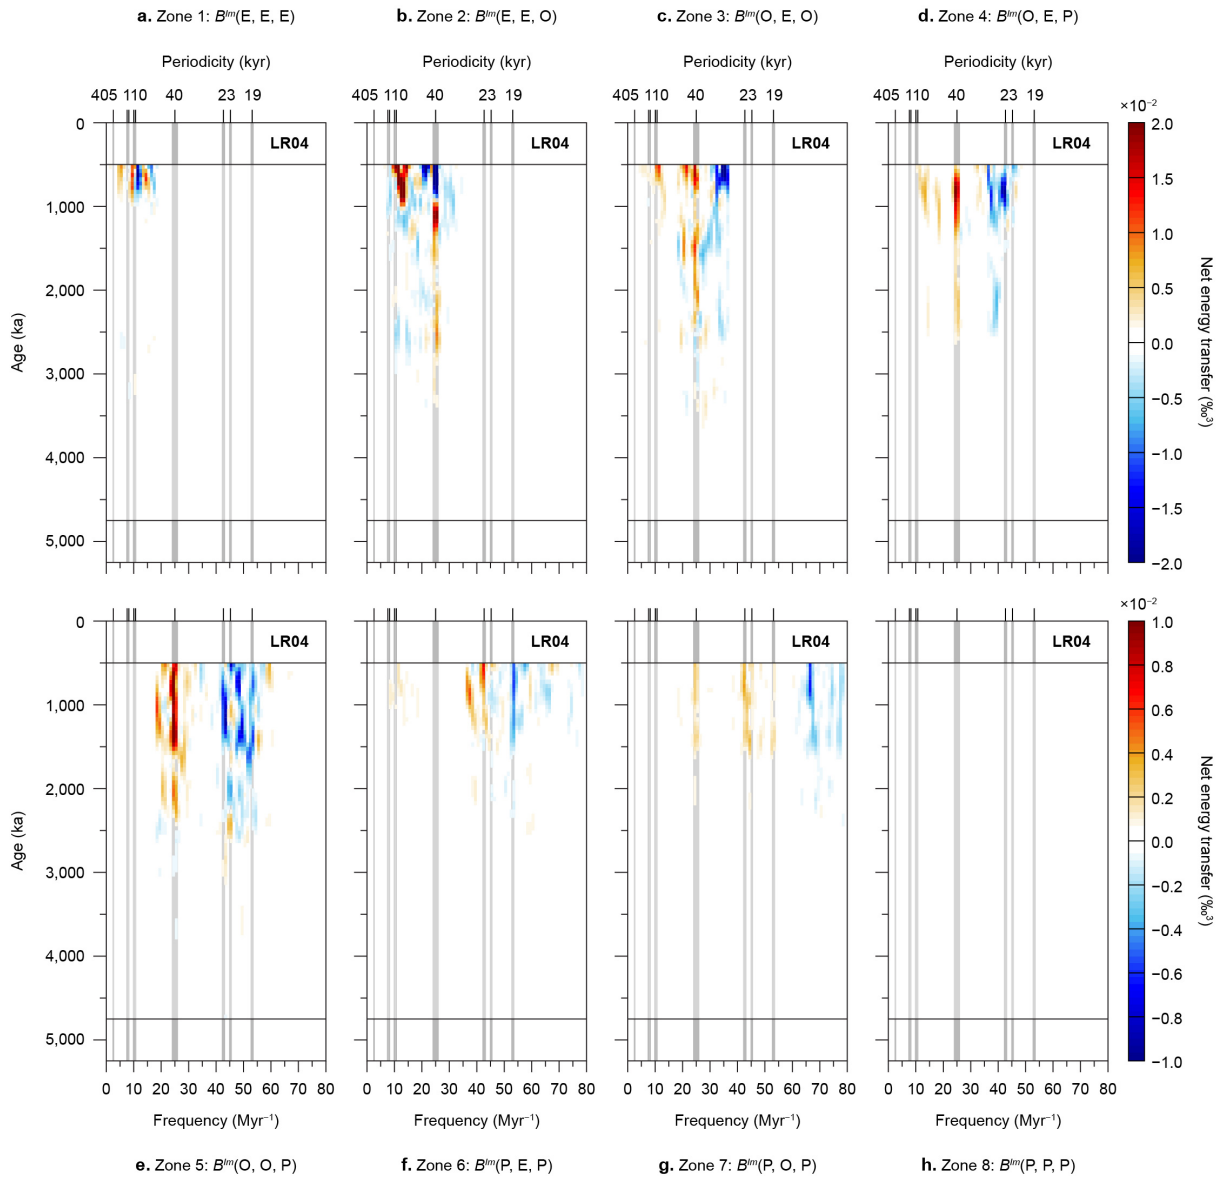 a. Zone 1: Bᴵᵐ(E, E, E) b. Zone 2: Bᴵᵐ(E, E, O) c. Zone 3: Bᴵᵐ(O, E, O) d. Zone 4: Bᴵᵐ(O, E, P)
Periodicity (kyr) Periodicity (kyr) Periodicity (kyr) Periodicity (kyr)
405 110 40 23 19 405 110 40 23 19 405 110 40 23 19 405 110 40 23 19
×10⁻²
0 LR04 LR04 LR04 LR04 2.0
1.5
1,000
1.0
2,000 0.5
Age (ka) 0.0 Net energy transfer (‰³)
3,000
−0.5
4,000 −1.0
−1.5
5,000
−2.0
×10⁻²
0 LR04 LR04 LR04 LR04 1.0
0.8
1,000 0.6
0.4
2,000 0.2
Age (ka) 0.0 Net energy transfer (‰³)
3,000
−0.2
4,000 −0.4
−0.6
5,000 −0.8
−1.0
0 10 20 30 40 50 60 70 80 0 10 20 30 40 50 60 70 80 0 10 20 30 40 50 60 70 80 0 10 20 30 40 50 60 70 80
Frequency (Myr⁻¹) Frequency (Myr⁻¹) Frequency (Myr⁻¹) Frequency (Myr⁻¹)
e. Zone 5: Bᴵᵐ(O, O, P) f. Zone 6: Bᴵᵐ(P, E, P) g. Zone 7: Bᴵᵐ(P, O, P) h. Zone 8: Bᴵᵐ(P, P, P)